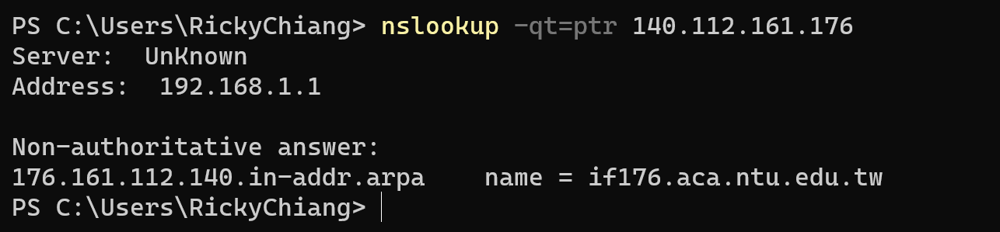 PS C:\Users\RickyChiang> nslookup -qt=ptr 140.112.161.176
Server:  UnKnown
Address:  192.168.1.1

Non-authoritative answer:
176.161.112.140.in-addr.arpa    name = if176.aca.ntu.edu.tw
PS C:\Users\RickyChiang>